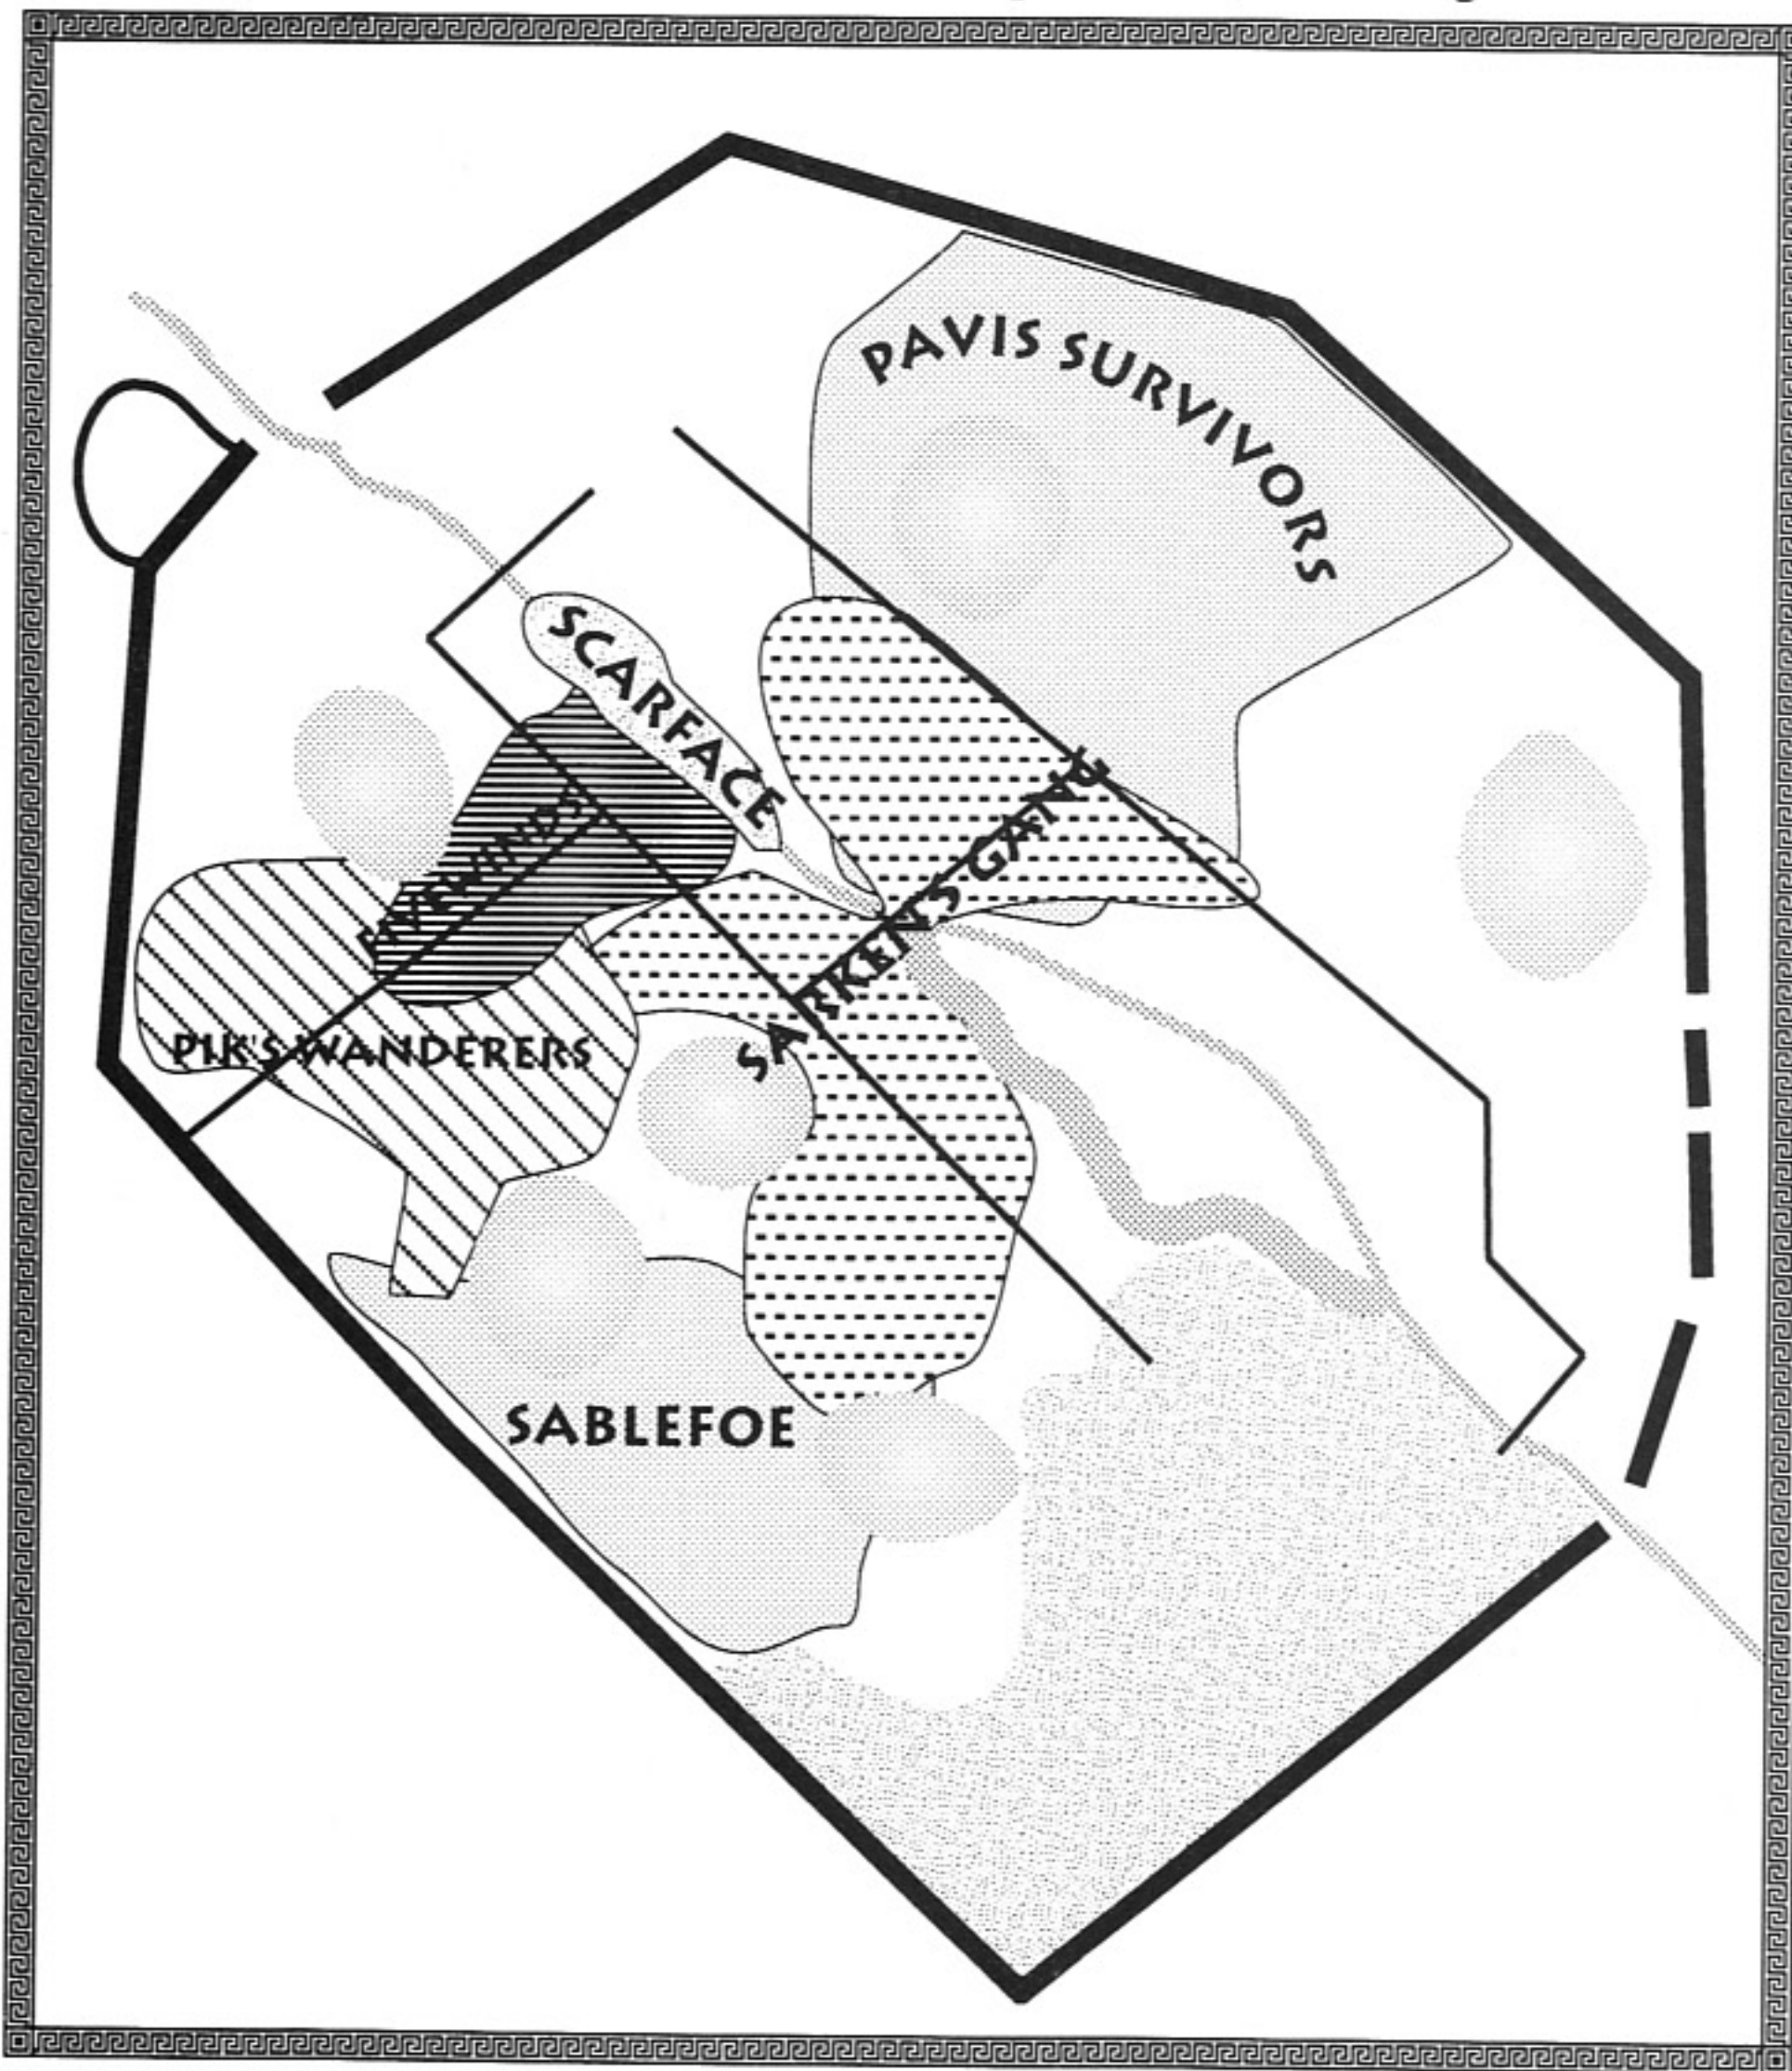 PAVIS SURVIVORS
SCARFACE
SARKEN'S GANG
PIK'S WANDERERS
SABLEFOE